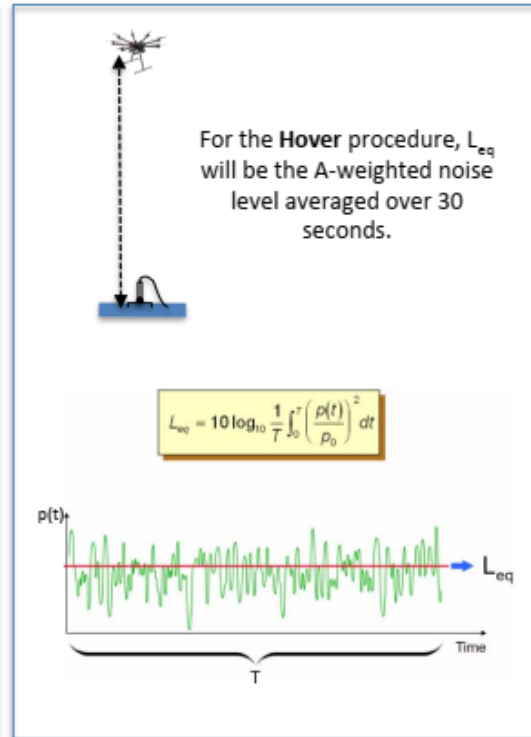 For the Hover procedure, Leq
will be the A-weighted noise
level averaged over 30
seconds.
Leq = 10 log10 1/T ∫0T (p(t)/p0)2 dt
p(t)
Leq
Time
T